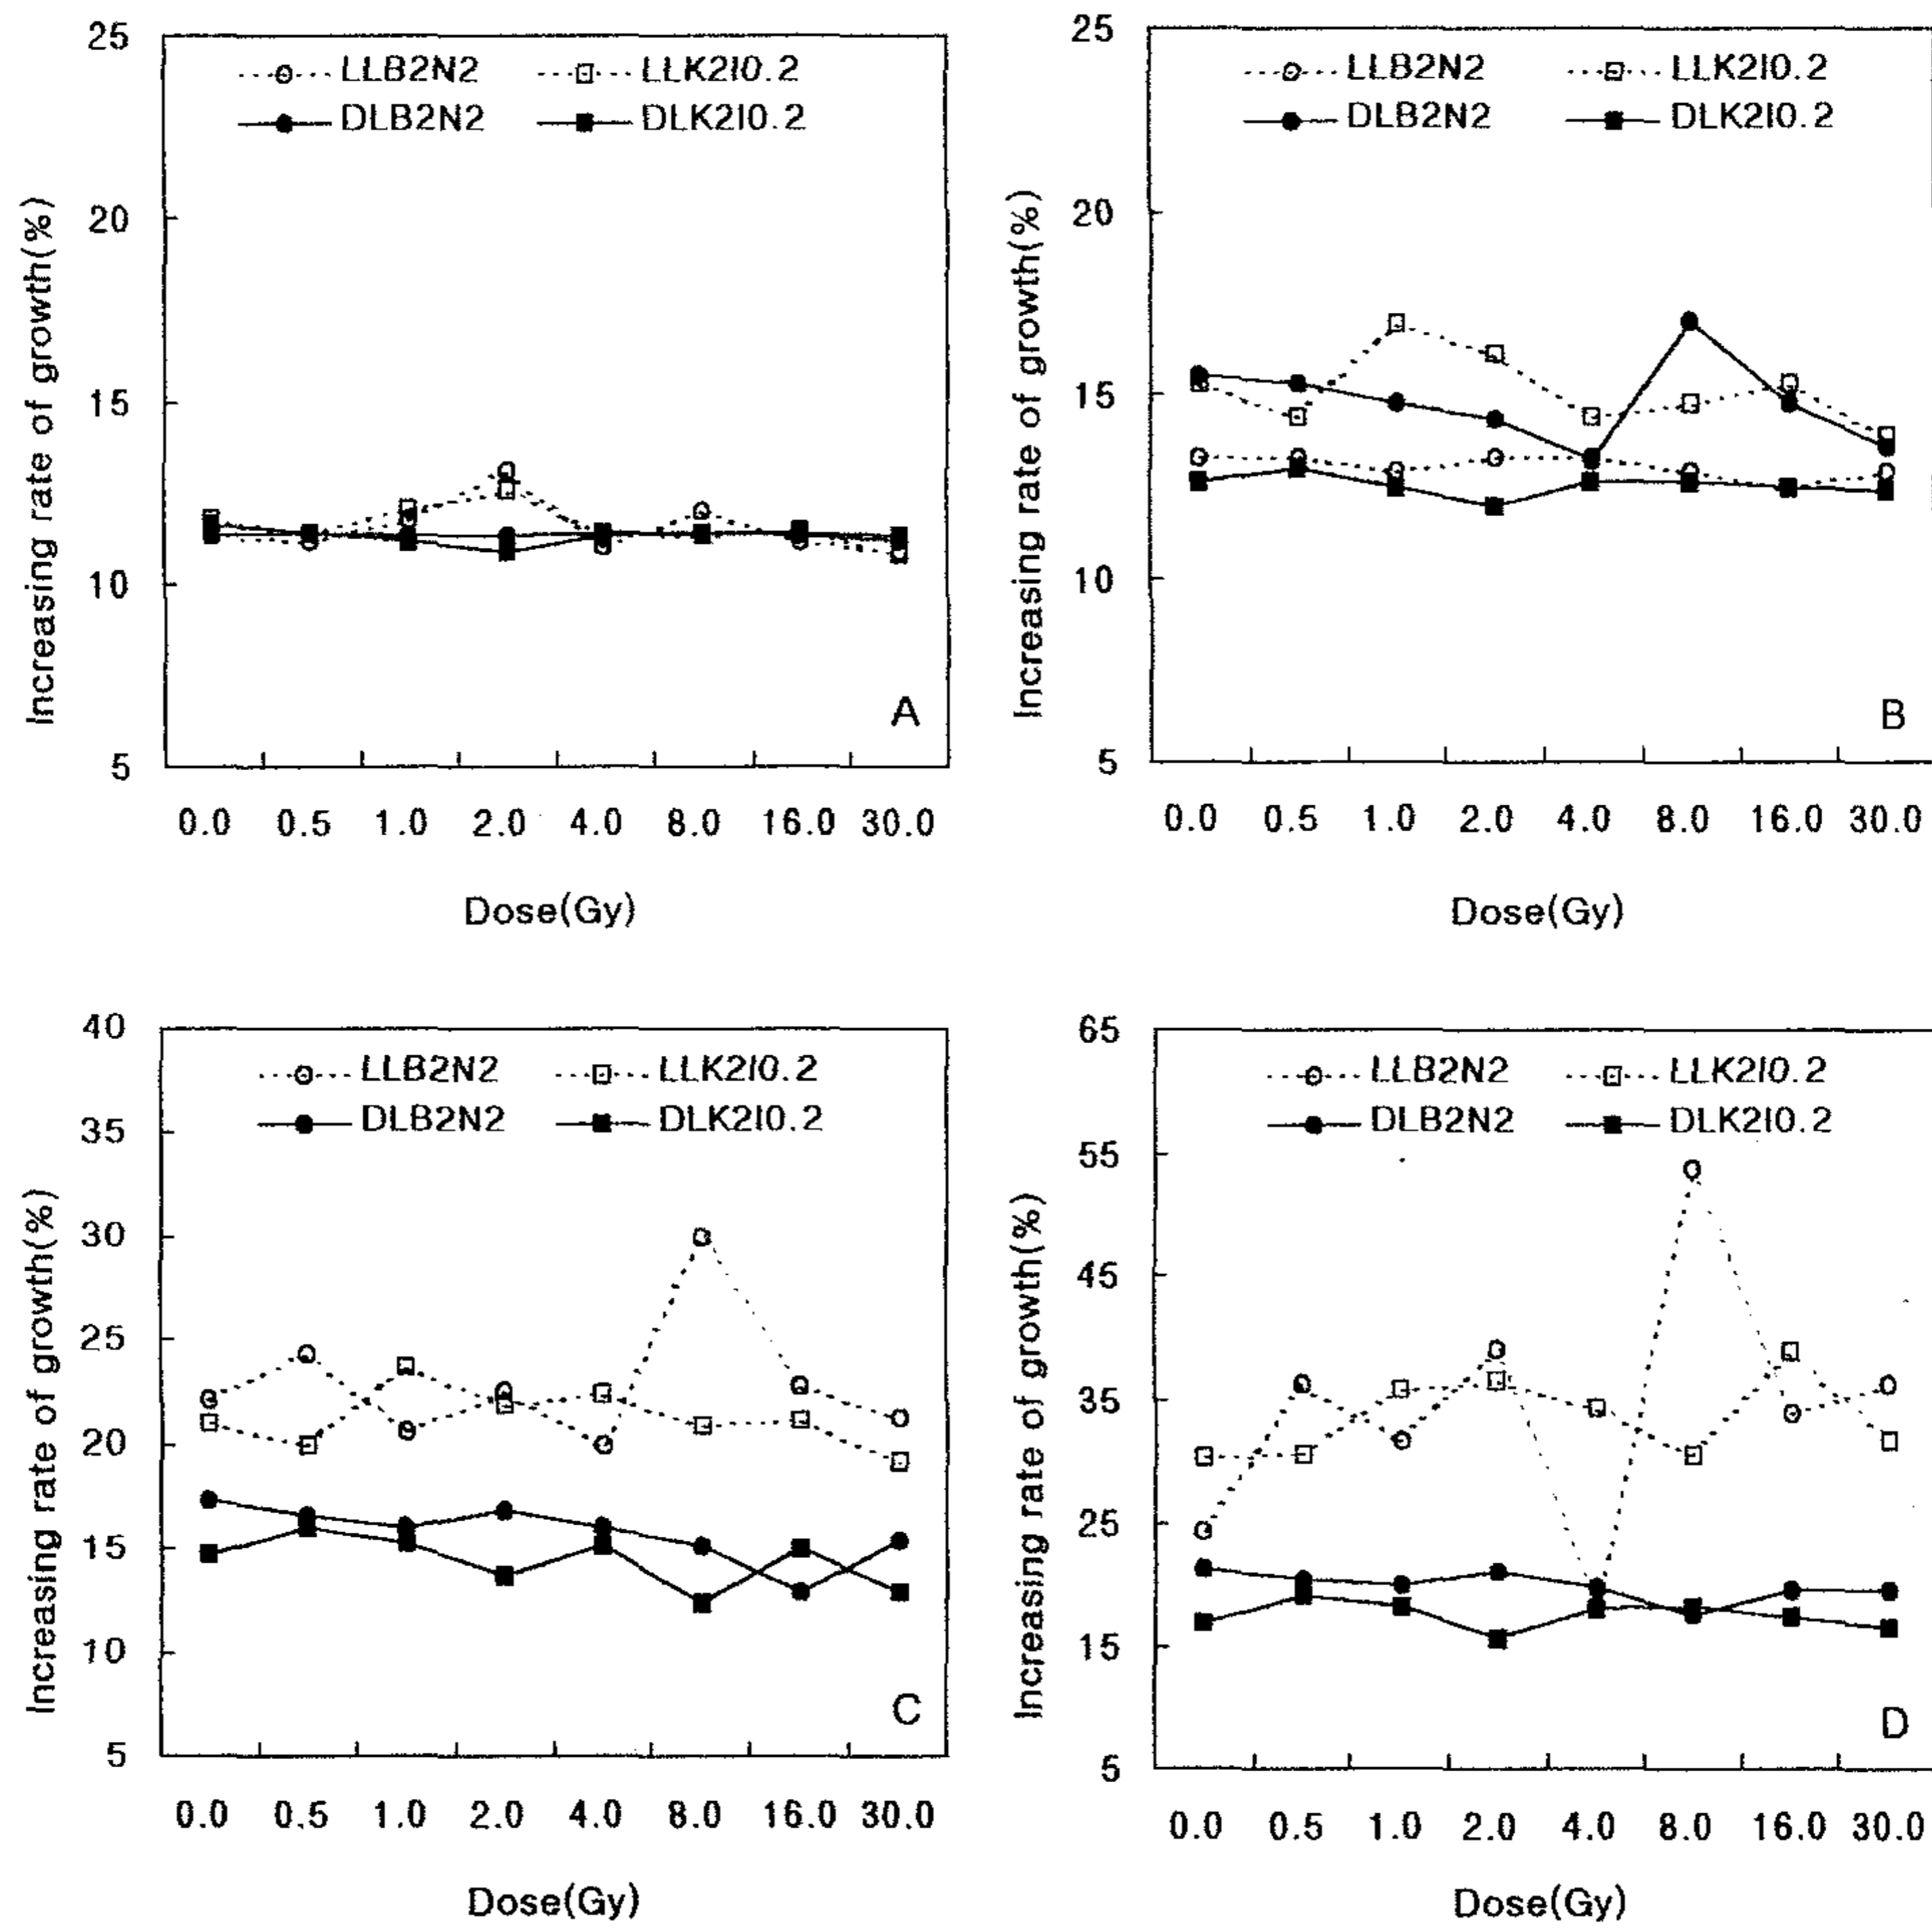 25
20
15
10
5
Increasing rate of growth(%)
LLB2N2 LLK2I0.2
DLB2N2 DLK2I0.2
A
0.0 0.5 1.0 2.0 4.0 8.0 16.0 30.0
Dose(Gy)
25
20
15
10
5
Increasing rate of growth(%)
LLB2N2 LLK2I0.2
DLB2N2 DLK2I0.2
B
0.0 0.5 1.0 2.0 4.0 8.0 16.0 30.0
Dose(Gy)
40
35
30
25
20
15
10
5
Increasing rate of growth(%)
LLB2N2 LLK2I0.2
DLB2N2 DLK2I0.2
C
0.0 0.5 1.0 2.0 4.0 8.0 16.0 30.0
Dose(Gy)
65
55
45
35
25
15
5
Increasing rate of growth(%)
LLB2N2 LLK2I0.2
DLB2N2 DLK2I0.2
D
0.0 0.5 1.0 2.0 4.0 8.0 16.0 30.0
Dose(Gy)